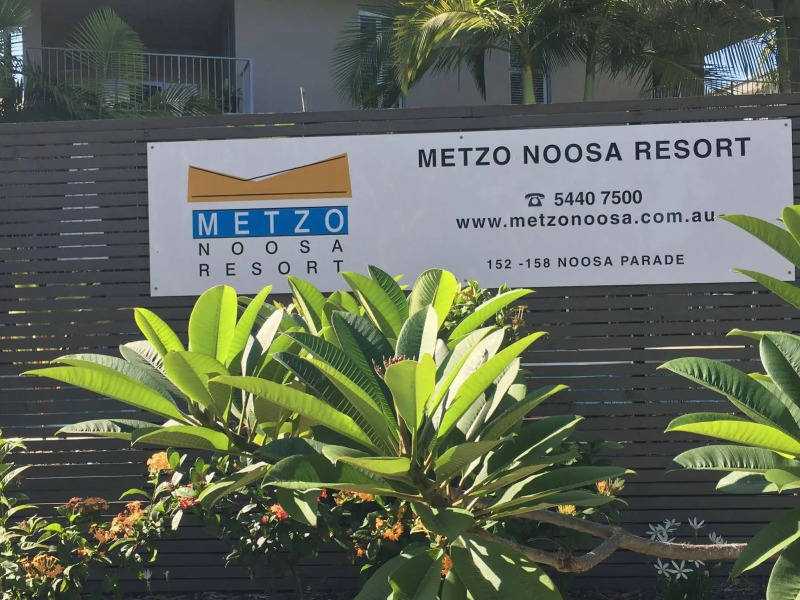 METZO
NOOSA
RESORT
METZO NOOSA RESORT
☎ 5440 7500
www.metzonoosa.com.au
152 -158 NOOSA PARADE